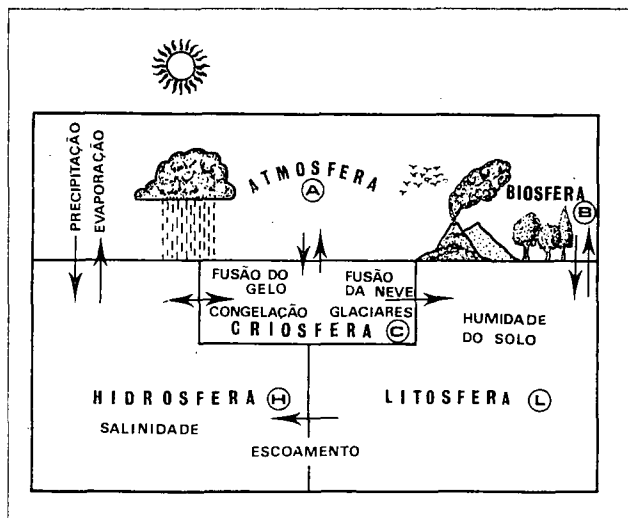 PRECIPITAÇÃO
EVAPORAÇÃO
ATMOSFERA
A
BIOSFERA
B
FUSÃO DO
GELO
FUSÃO
DA NEVE
CONGELAÇÃO
GLACIARES
CRIOSFERA C
HUMIDADE
DO SOLO
HIDROSFERA H
SALINIDADE
LITOSFERA L
ESCOAMENTO